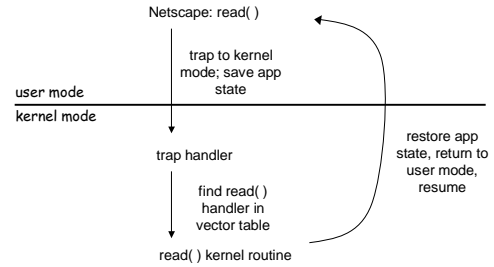 Netscape: read( )
trap to kernel
mode; save app
state
user mode
kernel mode
trap handler
find read( )
handler in
vector table
read( ) kernel routine
restore app
state, return to
user mode,
resume